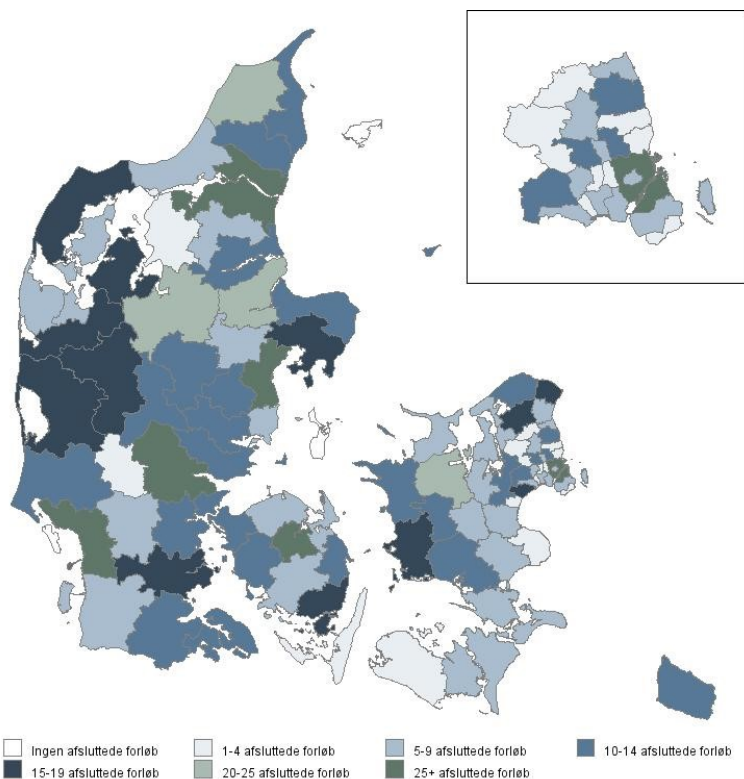 Ingen afsluttede forløb
1-4 afsluttede forløb
5-9 afsluttede forløb
10-14 afsluttede forløb
15-19 afsluttede forløb
20-25 afsluttede forløb
25+ afsluttede forløb